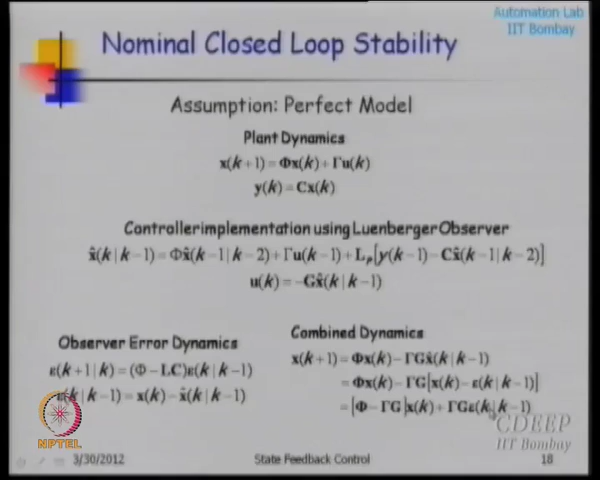 Automation Lab
IIT Bombay
Nominal Closed Loop Stability
Assumption: Perfect Model
Plant Dynamics
x(k+1) = Φx(k) + Γu(k)
y(k) = Cx(k)
Controller implementation using Luenberger Observer
x̂(k|k−1) = Φx̂(k−1|k−2) + Γu(k−1) + Lₚ[y(k−1) − Cx̂(k−1|k−2)]
u(k) = −Gx̂(k|k−1)
Observer Error Dynamics
ε(k+1|k) = (Φ−LC)ε(k|k−1)
ε(k|k−1) = x(k) − x̂(k|k−1)
Combined Dynamics
x(k+1) = Φx(k) − ΓGx̂(k|k−1)
= Φx(k) − ΓG[x(k) − ε(k|k−1)]
= [Φ − ΓG]x(k) + ΓGε(k|k−1)
NPTEL
CDEEP
IIT Bombay
3/30/2012
State Feedback Control
18